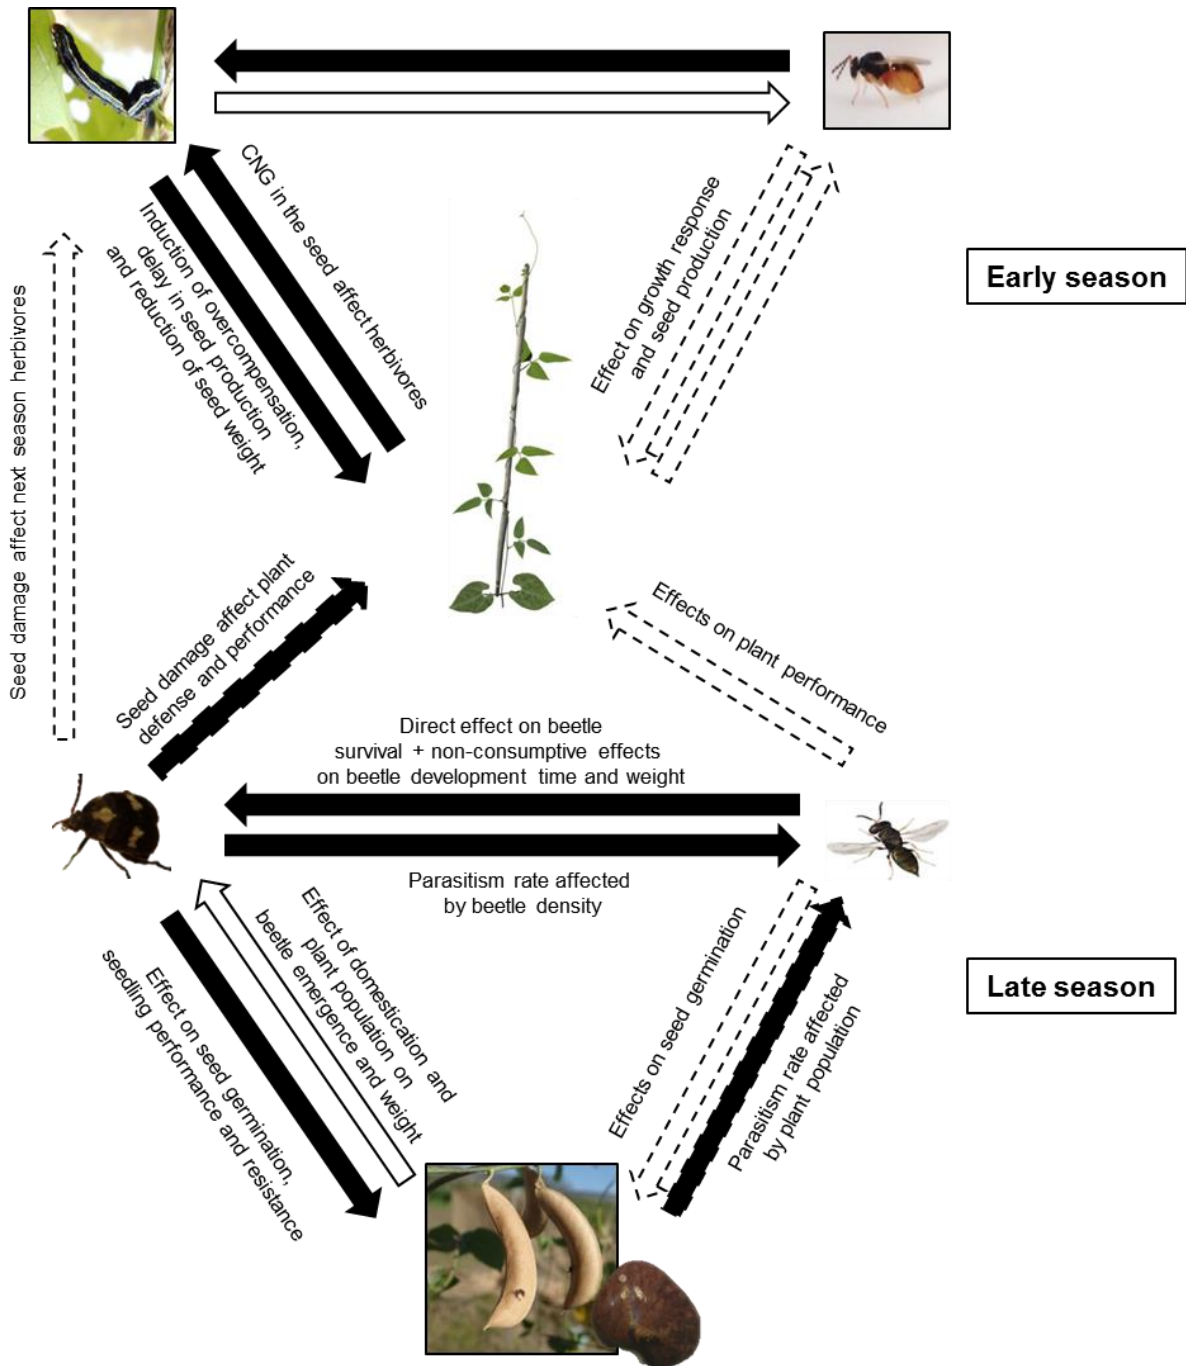 CNG in the seed affect herbivores
Induction of overcompensation,
delay in seed production
and reduction of seed weight
Effect on growth response
and seed production
Early season
Seed damage affect next season herbivores
Seed damage affect plant
defense and performance
Effects on plant performance
Direct effect on beetle
survival + non-consumptive effects
on beetle development time and weight
Parasitism rate affected
by beetle density
Effect of domestication and
plant population on
beetle emergence and weight
Effect on seed germination,
seedling performance and resistance
Effects on seed germination
Parasitism rate affected
by plant population
Late season